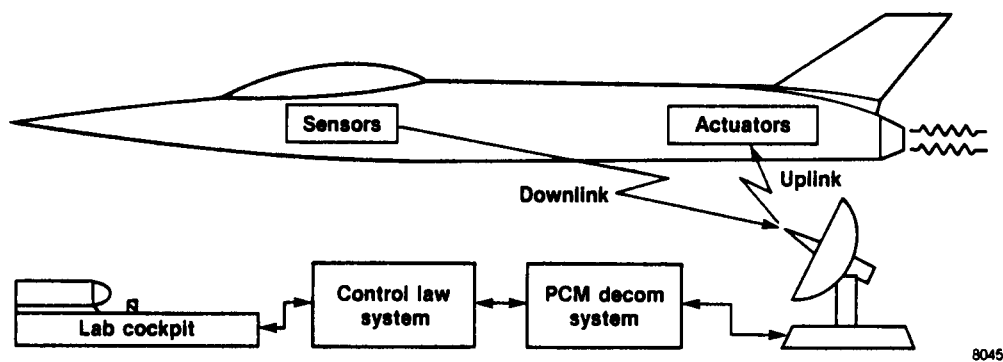 Sensors
Actuators
Downlink
Uplink
Control law
system
PCM decom
system
Lab cockpit
8045